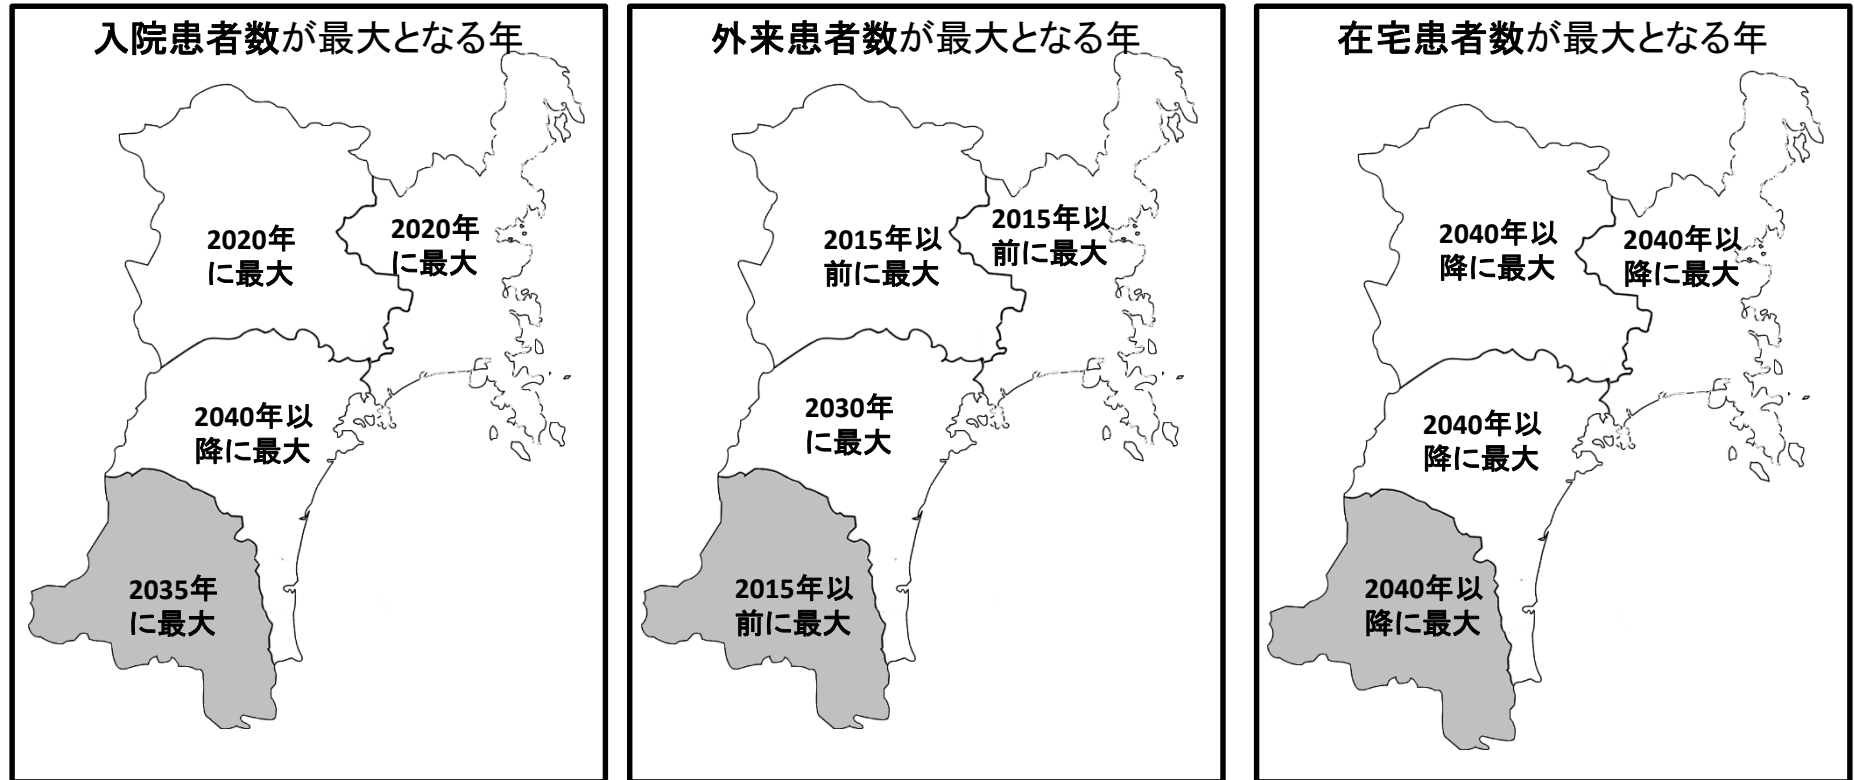 入院患者数が最大となる年
2020年
に最大
2020年
に最大
2040年以
降に最大
2035年
に最大
外来患者数が最大となる年
2015年以
前に最大
2015年以
前に最大
2030年
に最大
2015年以
前に最大
在宅患者数が最大となる年
2040年以
降に最大
2040年以
降に最大
2040年以
降に最大
2040年以
降に最大